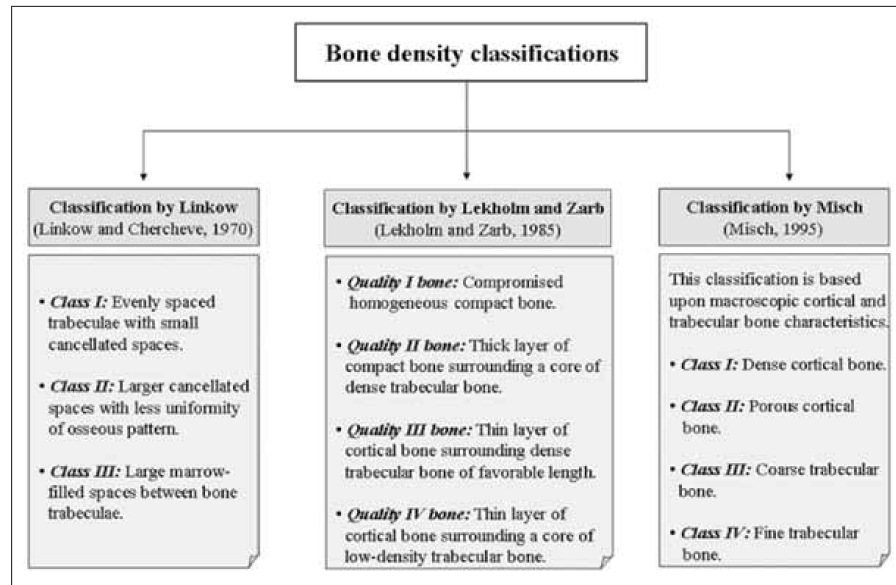 Bone density classifications
Classification by Linkow
(Linkow and Chercheve, 1970)
• Class I: Evenly spaced
trabeculae with small
cancellated spaces.
• Class II: Larger cancellated
spaces with less uniformity
of osseous pattern.
• Class III: Large marrow-
filled spaces between bone
trabeculae.
Classification by Lekholm and Zarb
(Lekholm and Zarb, 1985)
• Quality I bone: Compromised
homogeneous compact bone.
• Quality II bone: Thick layer of
compact bone surrounding a core of
dense trabecular bone.
• Quality III bone: Thin layer of
cortical bone surrounding dense
trabecular bone of favorable length.
• Quality IV bone: Thin layer of
cortical bone surrounding a core of
low-density trabecular bone.
Classification by Misch
(Misch, 1995)
This classification is based
upon macroscopic cortical and
trabecular bone characteristics.
• Class I: Dense cortical bone.
• Class II: Porous cortical
bone.
• Class III: Coarse trabecular
bone.
• Class IV: Fine trabecular
bone.